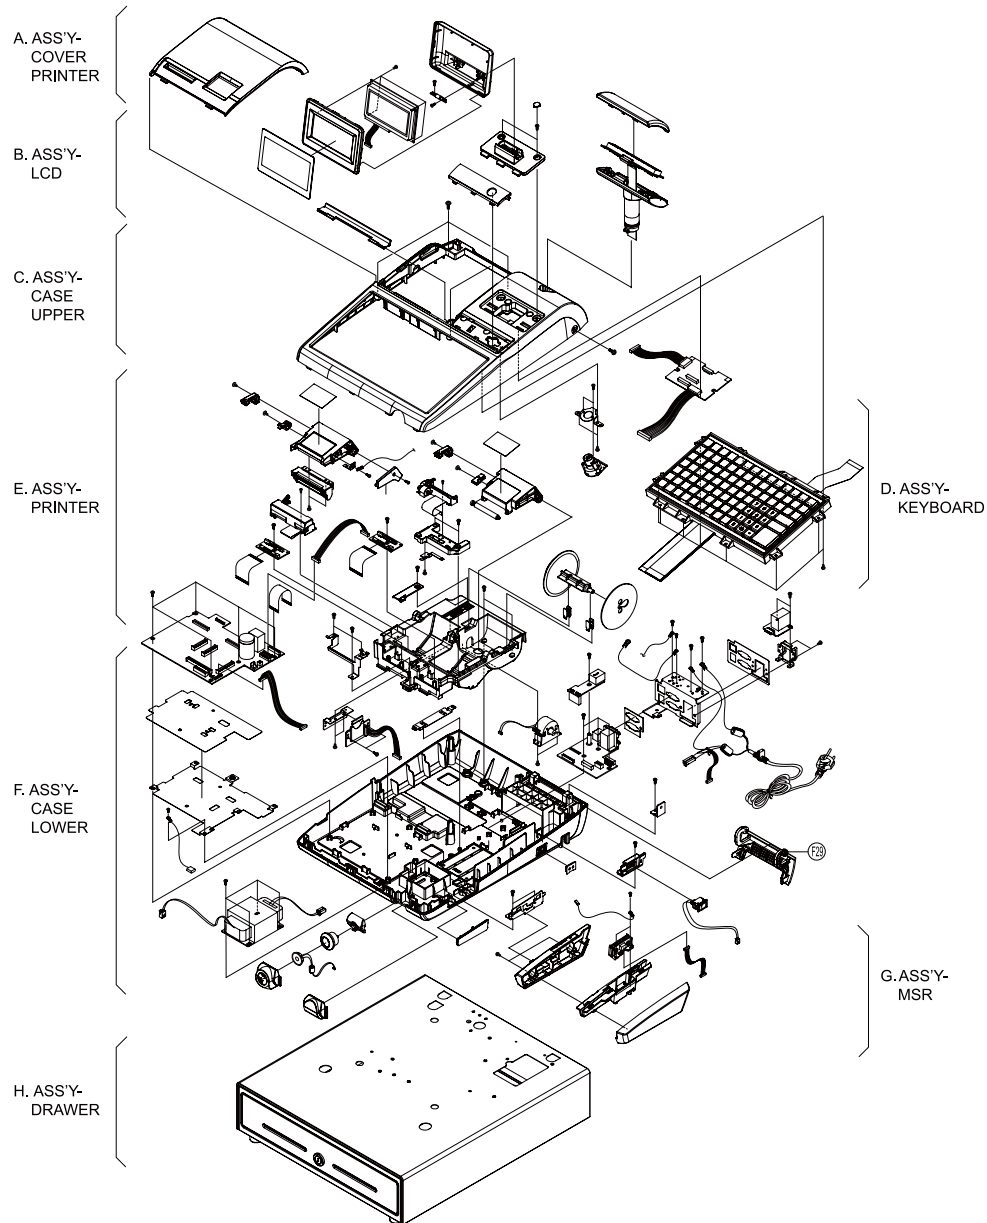 A. ASS'Y-
COVER
PRINTER
B. ASS'Y-
LCD
C. ASS'Y-
CASE
UPPER
E. ASS'Y-
PRINTER
D. ASS'Y-
KEYBOARD
F. ASS'Y-
CASE
LOWER
F29
G.ASS'Y-
MSR
H. ASS'Y-
DRAWER